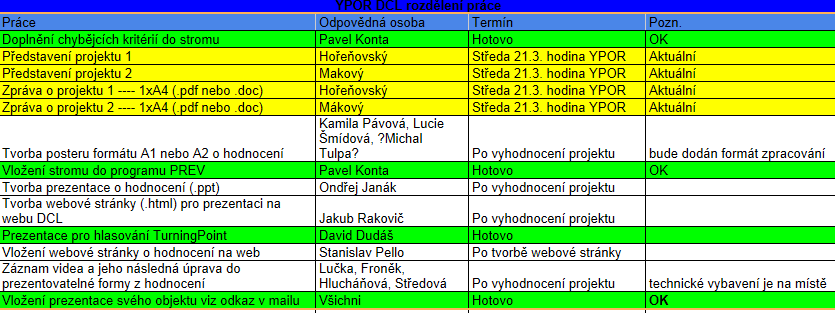 YPOR DCL rozdělení práce
Práce Odpovědná osoba Termín Pozn.
Doplnění chybějcích kritérií do stromu Pavel Konta Hotovo OK
Představení projektu 1 Hořeňovský Středa 21.3. hodina YPOR Aktuální
Představení projektu 2 Makový Středa 21.3. hodina YPOR Aktuální
Zpráva o projektu 1 ---- 1xA4 (.pdf nebo .doc) Hořeňovský Středa 21.3. hodina YPOR Aktuální
Zpráva o projektu 2 ---- 1xA4 (.pdf nebo .doc) Mákový Středa 21.3. hodina YPOR Aktuální
Kamila Pávová, Lucie
Šmídová, ?Michal
Tvorba posteru formátu A1 nebo A2 o hodnocení Tulpa? Po vyhodnocení projektu bude dodán formát zpracování
Vložení stromu do programu PREV Pavel Konta Hotovo OK
Tvorba prezentace o hodnocení (.ppt) Ondřej Janák Po vyhodnocení projektu
Tvorba webové stránky (.html) pro prezentaci na
webu DCL Jakub Rakovič Po vyhodnocení projektu
Prezentace pro hlasování TurningPoint David Dudáš Hotovo
Vložení webové stránky o hodnocení na web Stanislav Pello Po tvorbě webové stránky
Záznam videa a jeho následná úprava do Lučka, Froněk,
prezentovatelné formy z hodnocení Hlucháňová, Středová Po vyhodnocení projektu technické vybavení je na místě
Vložení prezentace svého objektu viz odkaz v mailu Všichni Hotovo OK